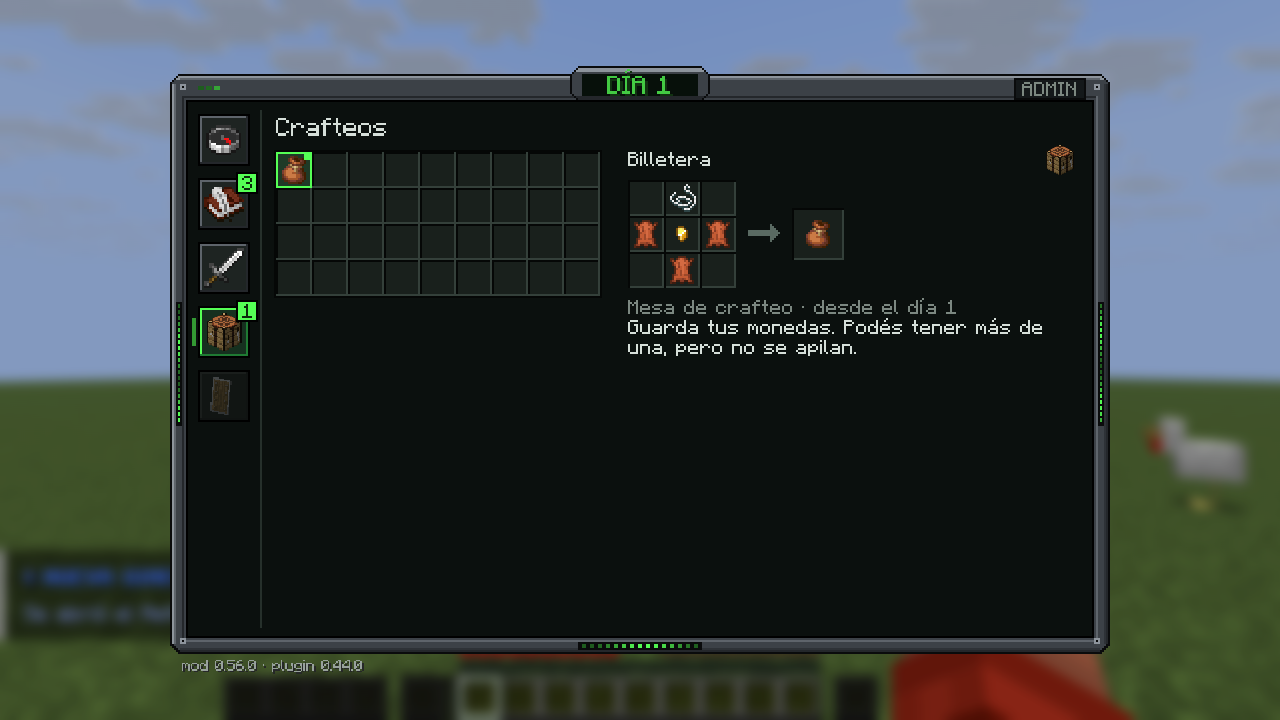 DÍA 1
ADMIN
Crafteos
3
1
Billetera
Mesa de crafteo · desde el día 1
Guarda tus monedas. Podés tener más de
una, pero no se apilan.
mod 0.56.0 · plugin 0.44.0